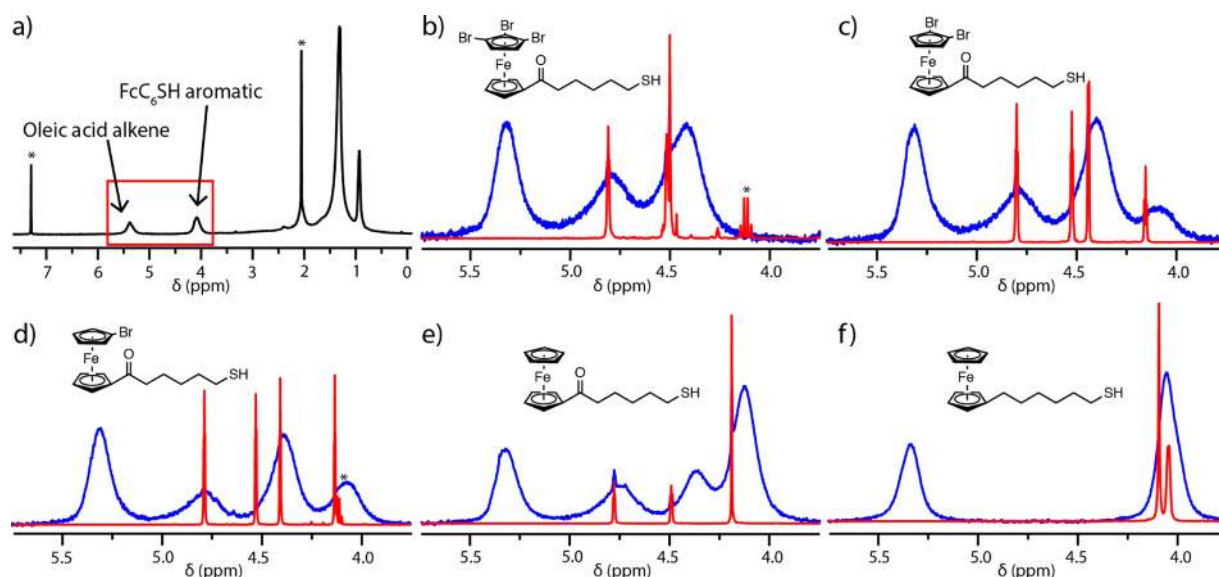 a)
*
FcC6SH aromatic
Oleic acid alkene
*
7 6 5 4 3 2 1 0
δ (ppm)
b)
Br
Br Br
Fe
O
SH
*
5.5 5.0 4.5 4.0
δ (ppm)
c)
Br
Br
Fe
O
SH
5.5 5.0 4.5 4.0
δ (ppm)
d)
Br
Fe
O
SH
*
5.5 5.0 4.5 4.0
δ (ppm)
e)
Fe
O
SH
5.5 5.0 4.5 4.0
δ (ppm)
f)
Fe
SH
5.5 5.0 4.5 4.0
δ (ppm)